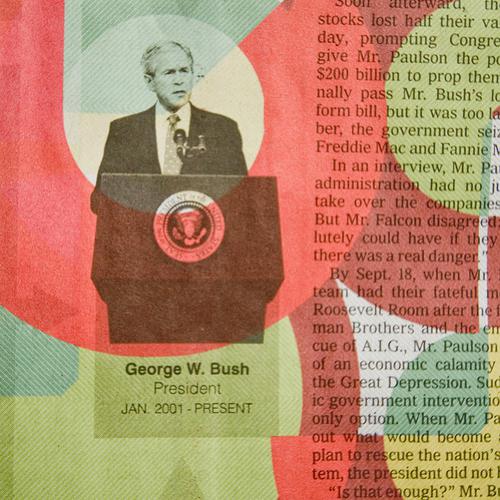 George W. Bush
President
JAN. 2001 - PRESENT
Soon afterward, the
stocks lost half their va
day, prompting Congre
give Mr. Paulson the po
$200 billion to prop them
nally pass Mr. Bush's lo
form bill, but it was too la
ber, the government sei
Freddie Mac and Fannie M
In an interview, Mr. Pa
administration had no ju
take over the companies
But Mr. Falcon disagreed:
lutely could have if they
there was a real danger."
By Sept. 18, when Mr.
team had their fateful m
Roosevelt Room after the f
man Brothers and the em
cue of A.I.G., Mr. Paulson
of an economic calamity
the Great Depression. Suc
ic government interventio
only option. When Mr. Pa
out what would become a
plan to rescue the nation's
tem, the president did not h
"Is that enough?" Mr. B